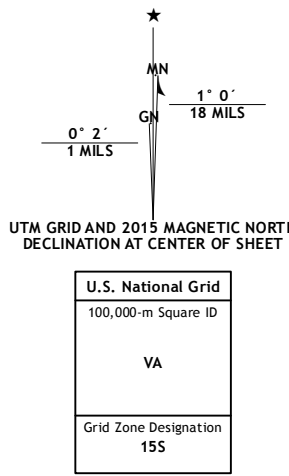 ★
MN
1° 0´
18 MILS
GN
0° 2´
1 MILS
UTM GRID AND 2015 MAGNETIC NORTH
DECLINATION AT CENTER OF SHEET
U.S. National Grid
100,000-m Square ID
VA
Grid Zone Designation
15S